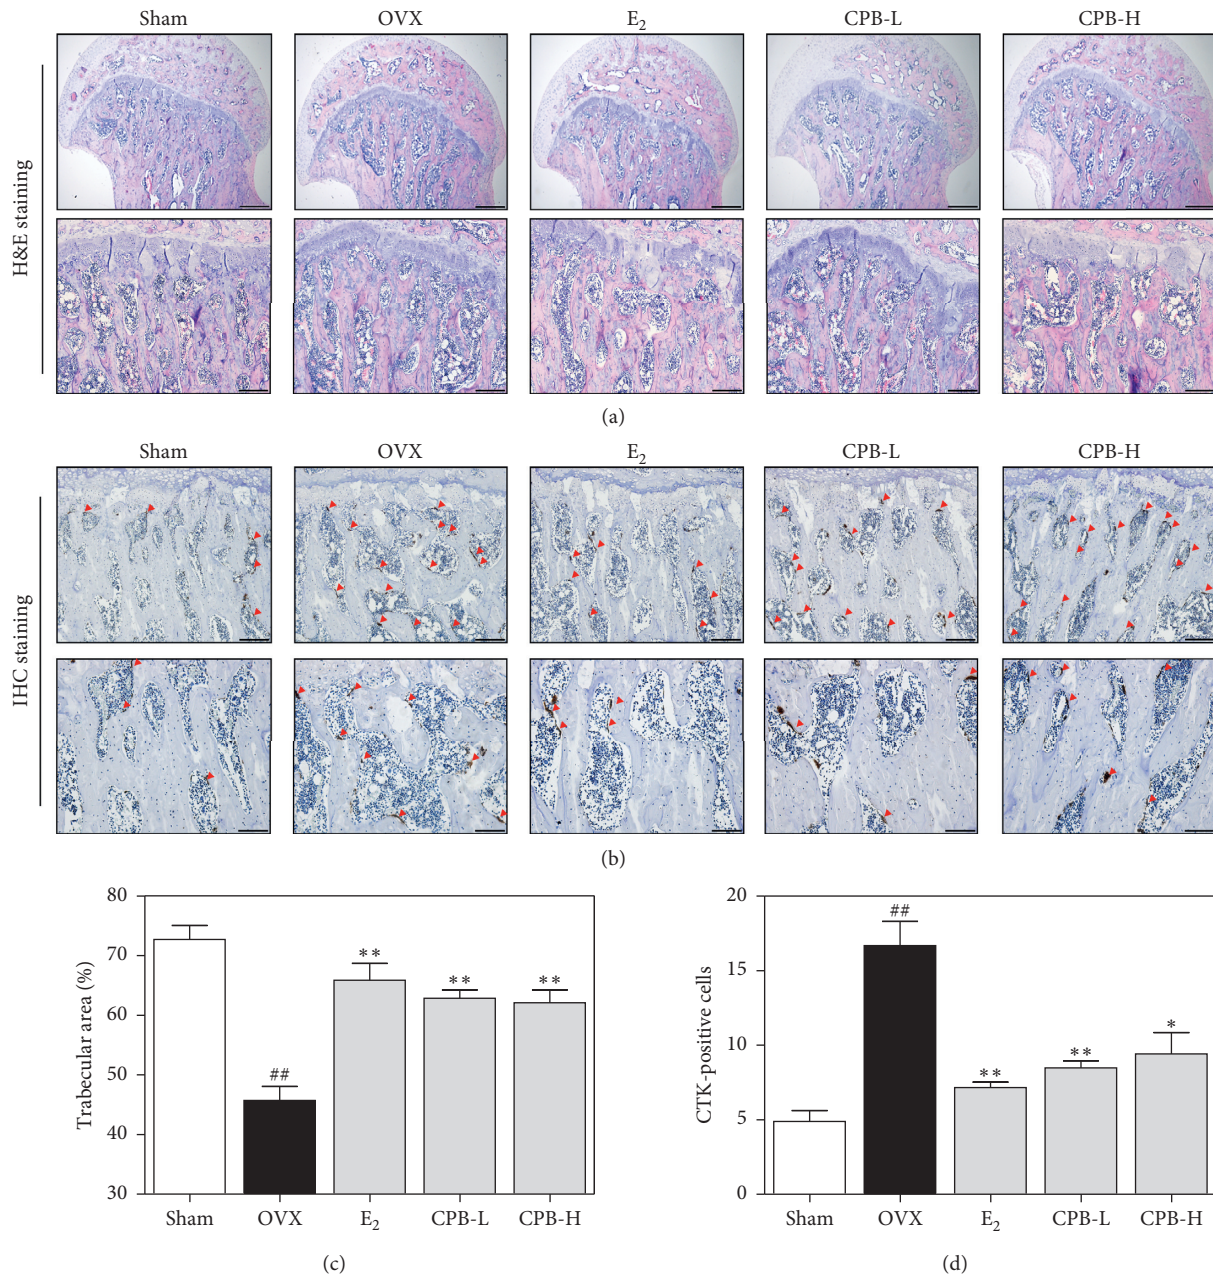 Sham OVX E2 CPB-L CPB-H
H&E staining
(a)
Sham OVX E2 CPB-L CPB-H
IHC staining
(b)
80
70
60
50
40
30
Trabecular area (%)
##
**
**
**
Sham OVX E2 CPB-L CPB-H
(c)
20
15
10
5
0
CTK-positive cells
##
**
**
*
Sham OVX E2 CPB-L CPB-H
(d)